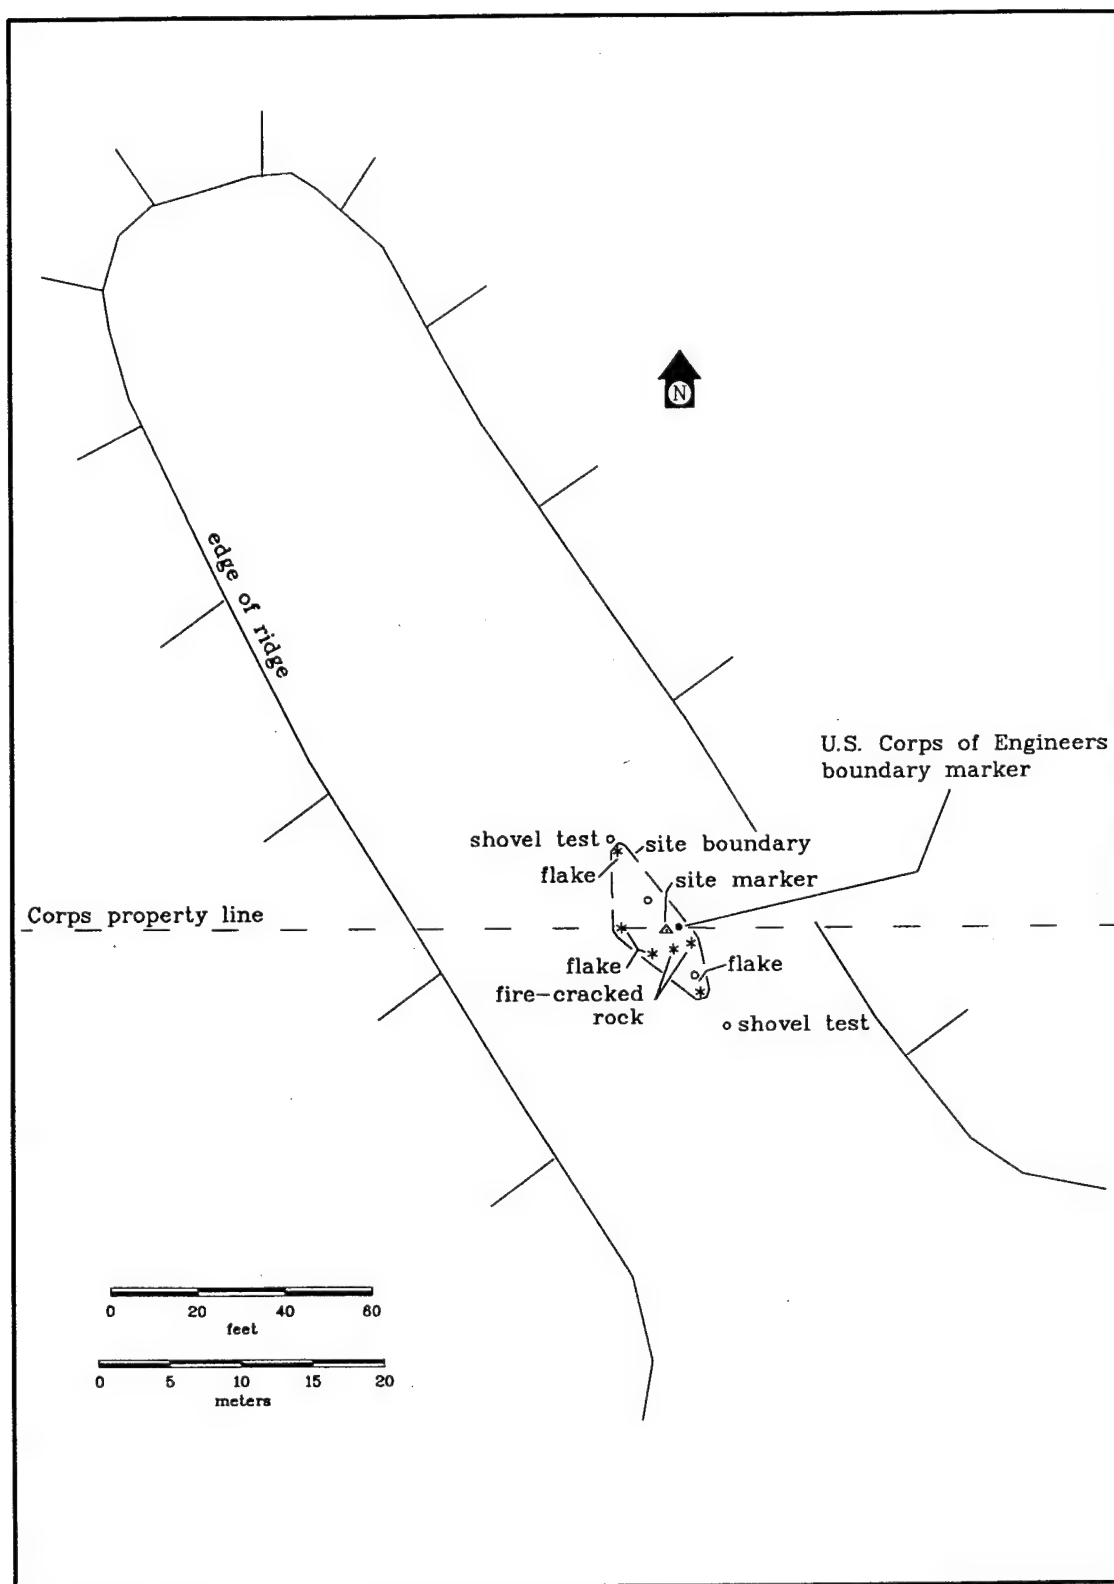 N
edge of ridge
U.S. Corps of Engineers
boundary marker
shovel test
site boundary
flake
site marker
Corps property line
flake
flake
fire-cracked
rock
shovel test
0 20 40 60
feet
0 5 10 15 20
meters